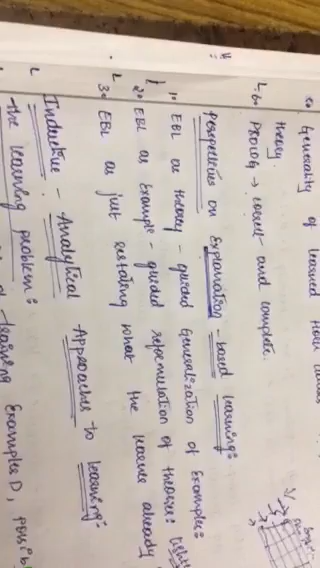 Generality of learned
theory.
PROLOG → correct and complete.
Perspectives on Explanation - based learning:
1° EBL as theory - guided generalization of examples:
2° EBL as Example - guided reformulation of theories:
3° EBL as just restating what the learner already
Inductive - Analytical Approaches to learning:
the learning problem:
learning Examples D,